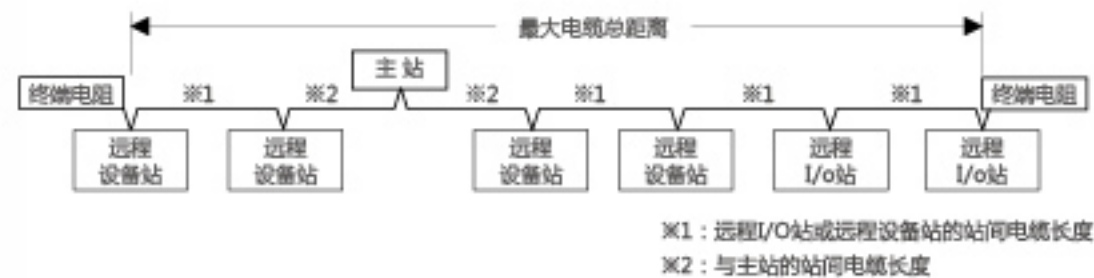 最大电缆总距离
主 站
终端电阻 ※1 ※2 ※2 ※1 ※1 ※1 终端电阻
远程 远程 远程 远程 远程 远程
设备站 设备站 设备站 设备站 I/o站 I/o站
※1：远程I/O站或远程设备站的站间电缆长度
※2：与主站的站间电缆长度